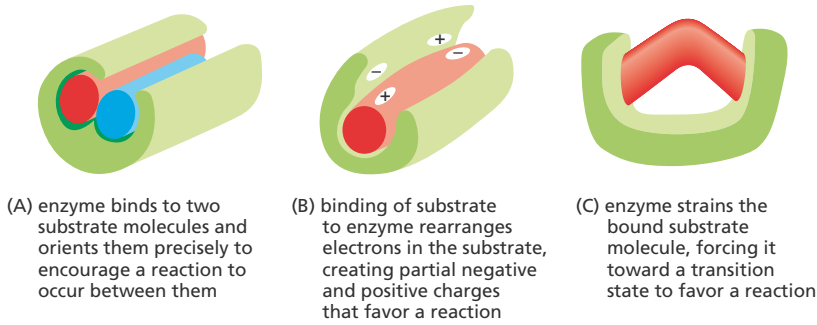 +
−
−
+
(A) enzyme binds to two
substrate molecules and
orients them precisely to
encourage a reaction to
occur between them
(B) binding of substrate
to enzyme rearranges
electrons in the substrate,
creating partial negative
and positive charges
that favor a reaction
(C) enzyme strains the
bound substrate
molecule, forcing it
toward a transition
state to favor a reaction